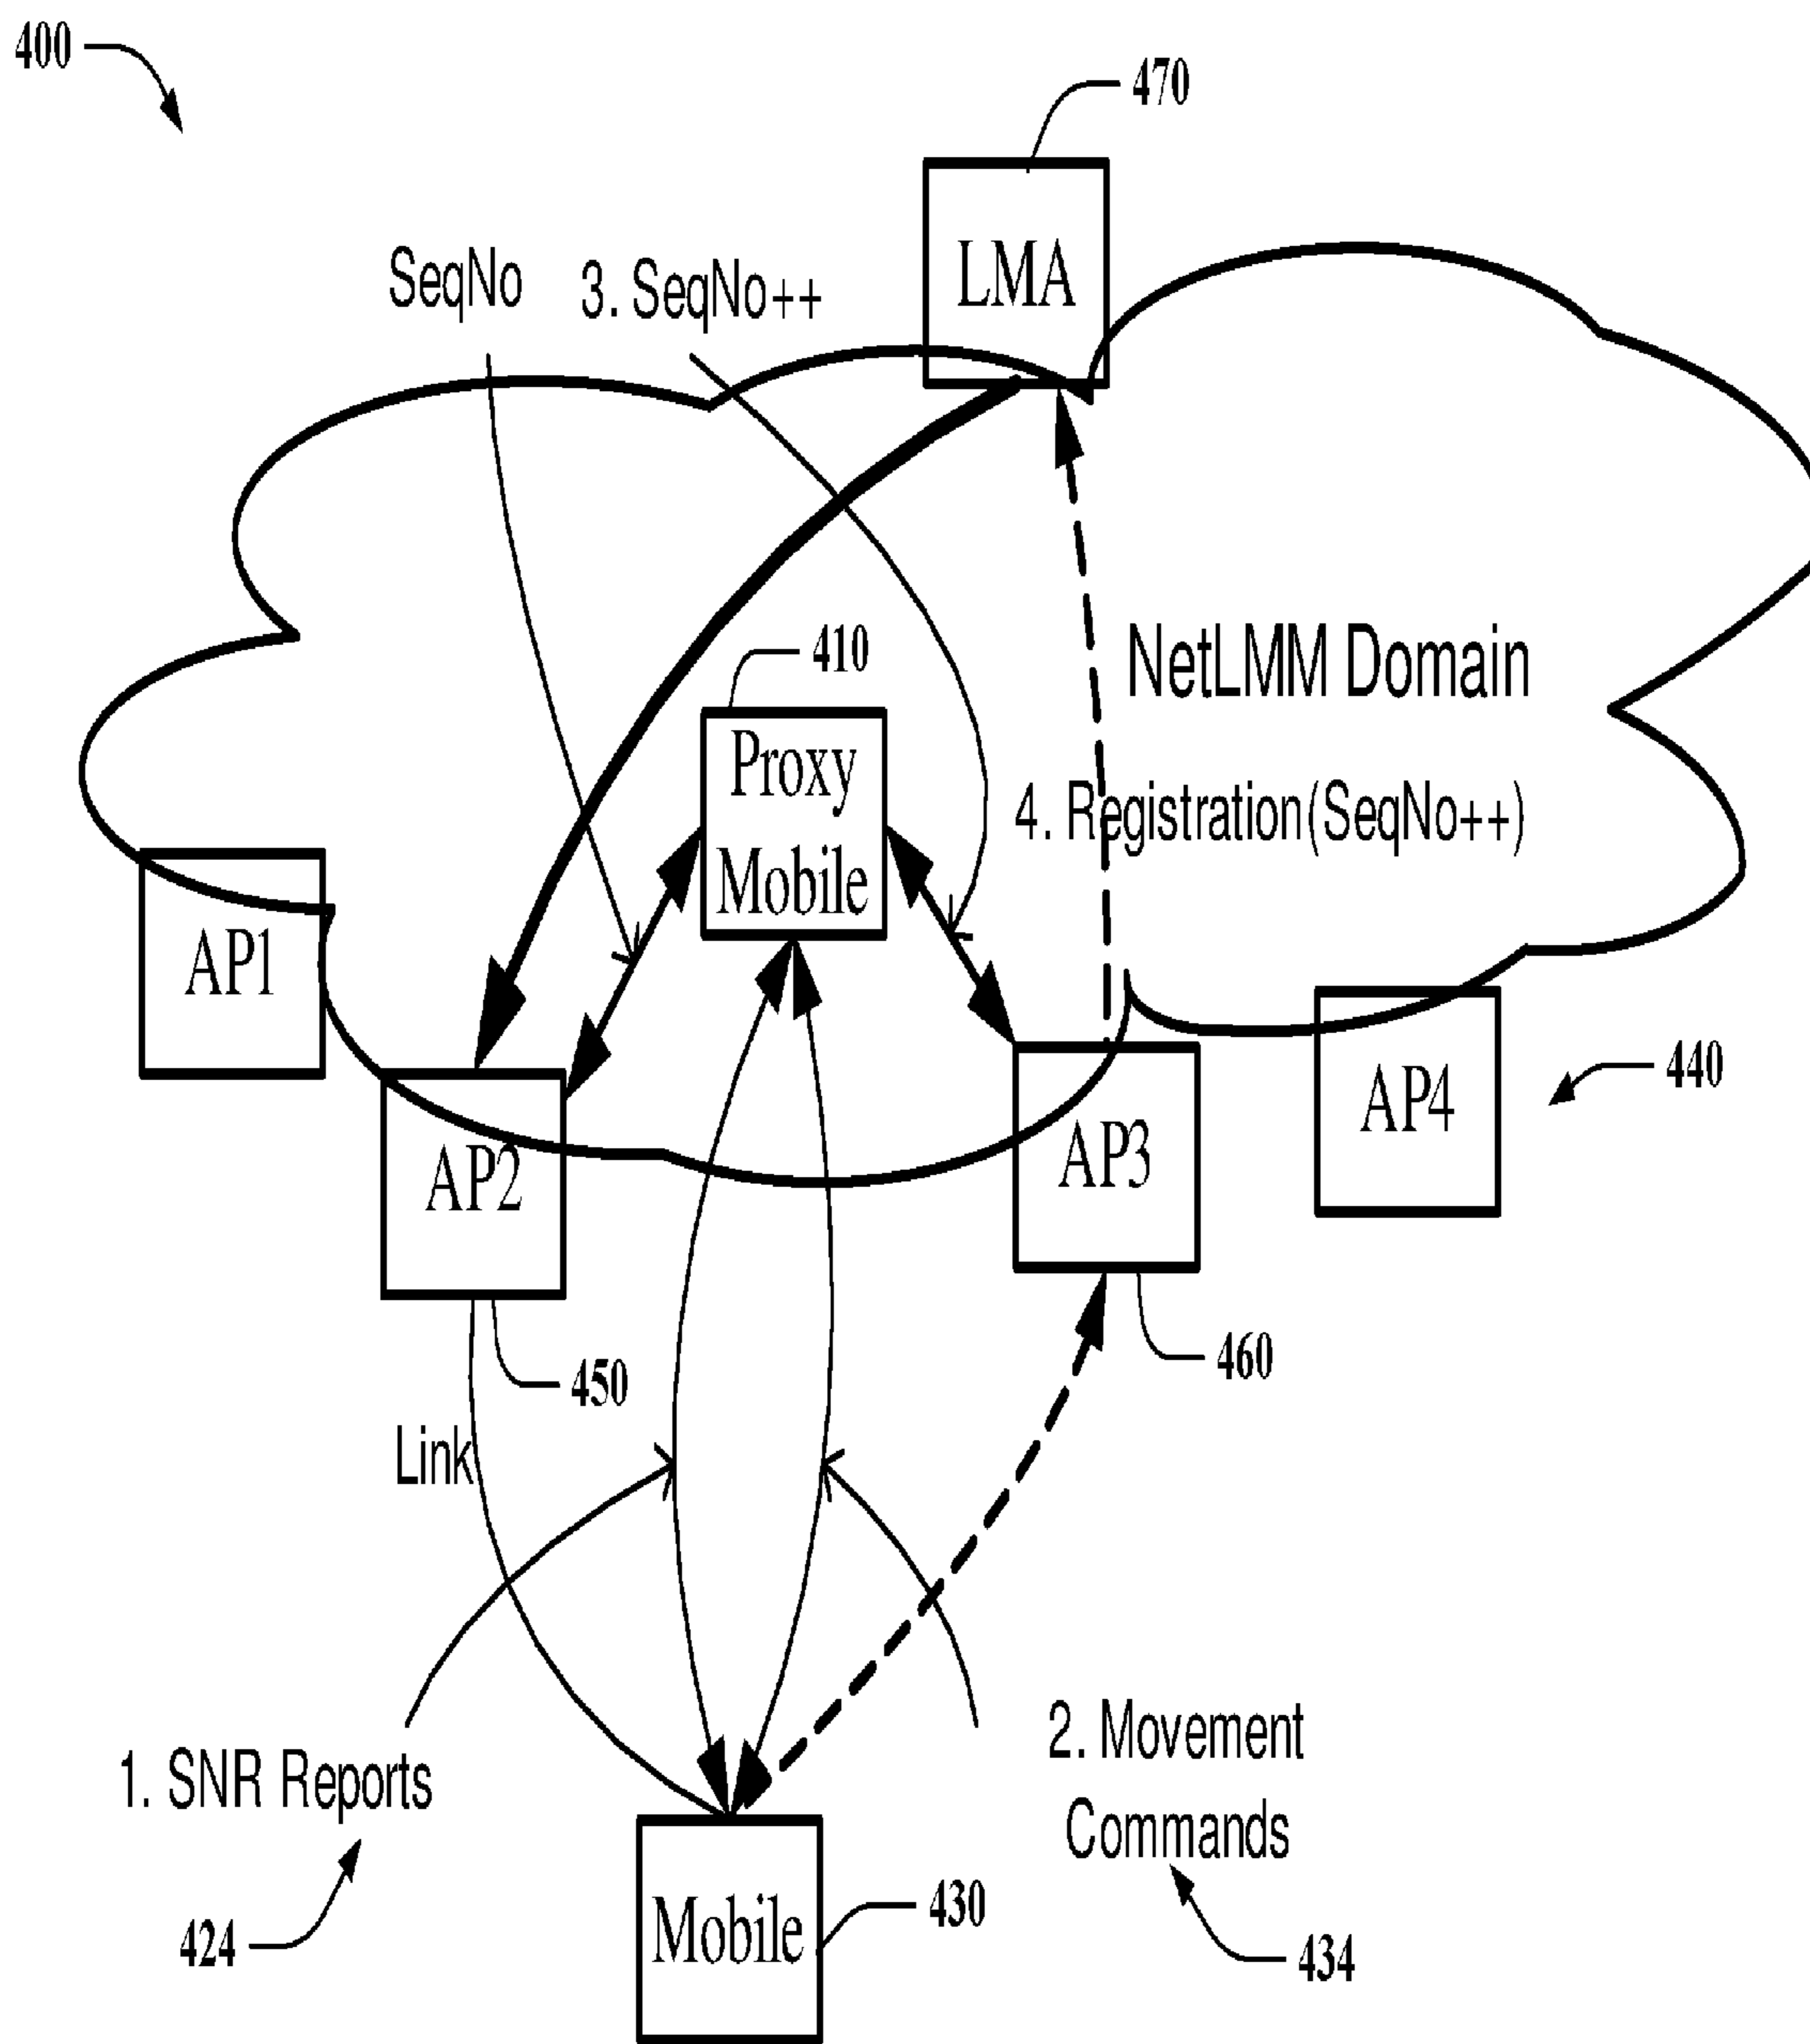 400
470
LMA
SeqNo
3. SeqNo++
410
NetLMM Domain
Proxy
Mobile
4. Registration(SeqNo++)
AP1
AP2
AP3
AP4
440
450
460
Link
1. SNR Reports
2. Movement
Commands
424
434
Mobile
430